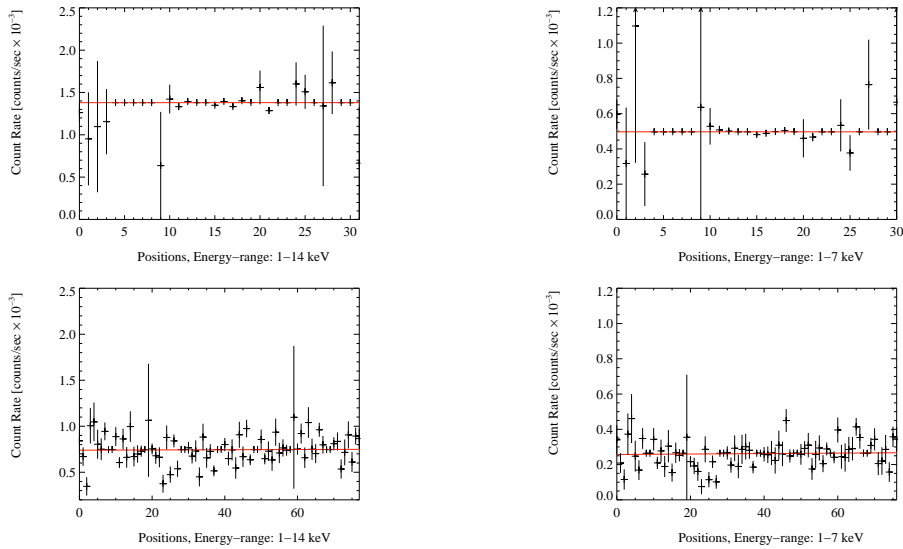 Count Rate [counts/sec × 10⁻³]
2.5
2.0
1.5
1.0
0.5
0.0
0 5 10 15 20 25 30
Positions, Energy−range: 1−14 keV
Count Rate [counts/sec × 10⁻³]
1.2
1.0
0.8
0.6
0.4
0.2
0.0
0 5 10 15 20 25 30
Positions, Energy−range: 1−7 keV
Count Rate [counts/sec × 10⁻³]
2.5
2.0
1.5
1.0
0.5
0 20 40 60
Positions, Energy−range: 1−14 keV
Count Rate [counts/sec × 10⁻³]
1.2
1.0
0.8
0.6
0.4
0.2
0.0
0 20 40 60
Positions, Energy−range: 1−7 keV